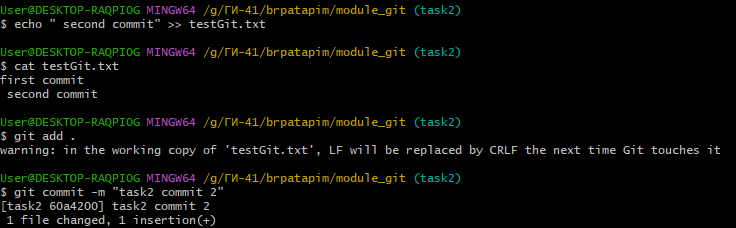 User@DESKTOP-RAQPIOG MINGW64 /g/ГИ-41/brpatapim/module_git (task2)
$ echo " second commit" >> testGit.txt
User@DESKTOP-RAQPIOG MINGW64 /g/ГИ-41/brpatapim/module_git (task2)
$ cat testGit.txt
first commit
 second commit
User@DESKTOP-RAQPIOG MINGW64 /g/ГИ-41/brpatapim/module_git (task2)
$ git add .
warning: in the working copy of 'testGit.txt', LF will be replaced by CRLF the next time Git touches it
User@DESKTOP-RAQPIOG MINGW64 /g/ГИ-41/brpatapim/module_git (task2)
$ git commit -m "task2 commit 2"
[task2 60a4200] task2 commit 2
 1 file changed, 1 insertion(+)